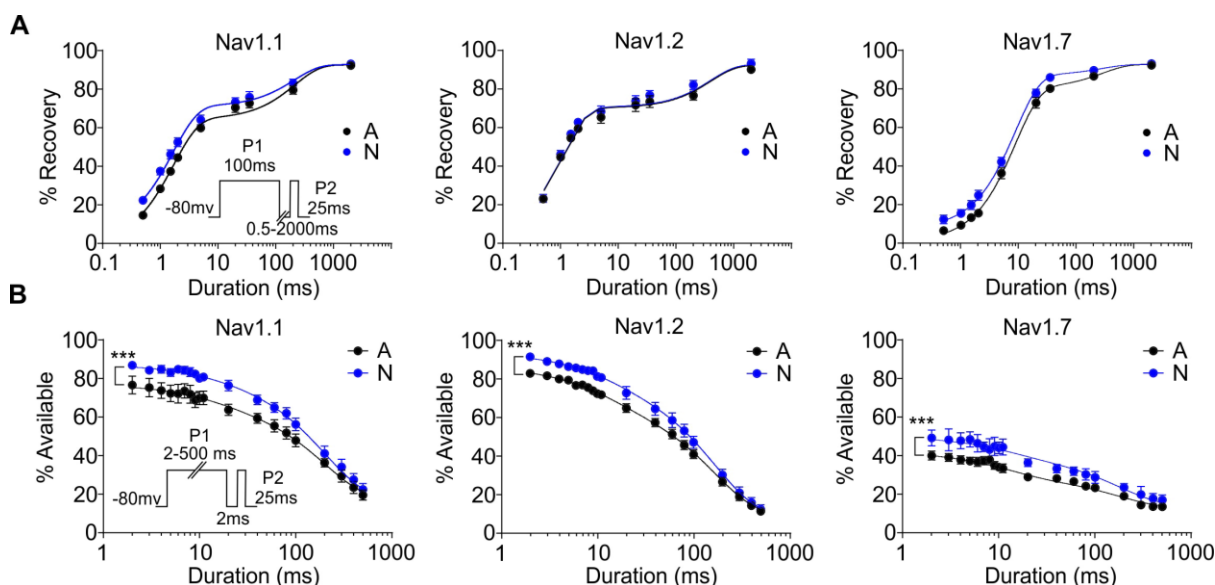 A
Nav1.1
100
80
60
40
20
0
% Recovery
P1
100ms
-80mv
P2
25ms
0.5-2000ms
A
N
0.1
1
10
100
1000
Duration (ms)
Nav1.2
100
80
60
40
20
0
% Recovery
A
N
0.1
1
10
100
1000
Duration (ms)
Nav1.7
100
80
60
40
20
0
% Recovery
A
N
0.1
1
10
100
1000
Duration (ms)
B
Nav1.1
100
80
60
40
20
0
% Available
***
P1
2-500 ms
-80mv
P2
25ms
2ms
A
N
1
10
100
1000
Duration (ms)
Nav1.2
100
80
60
40
20
0
% Available
***
A
N
1
10
100
1000
Duration (ms)
Nav1.7
100
80
60
40
20
0
% Available
***
A
N
1
10
100
1000
Duration (ms)